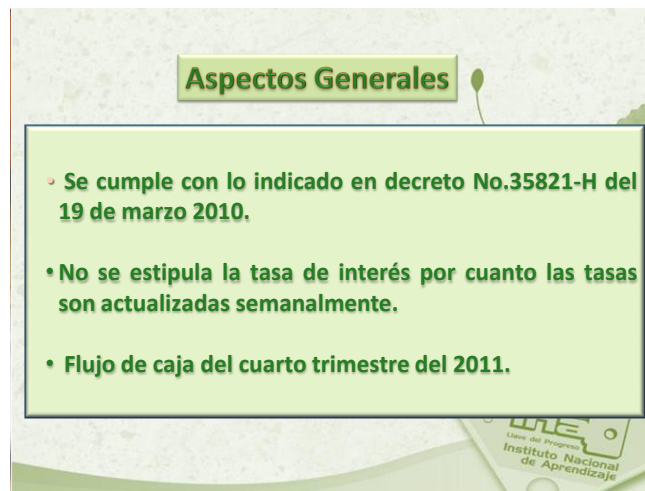 Aspectos Generales
• Se cumple con lo indicado en decreto No.35821-H del
19 de marzo 2010.
• No se estipula la tasa de interés por cuanto las tasas
son actualizadas semanalmente.
• Flujo de caja del cuarto trimestre del 2011.
Llave del Progreso
Instituto Nacional
de Aprendizaje